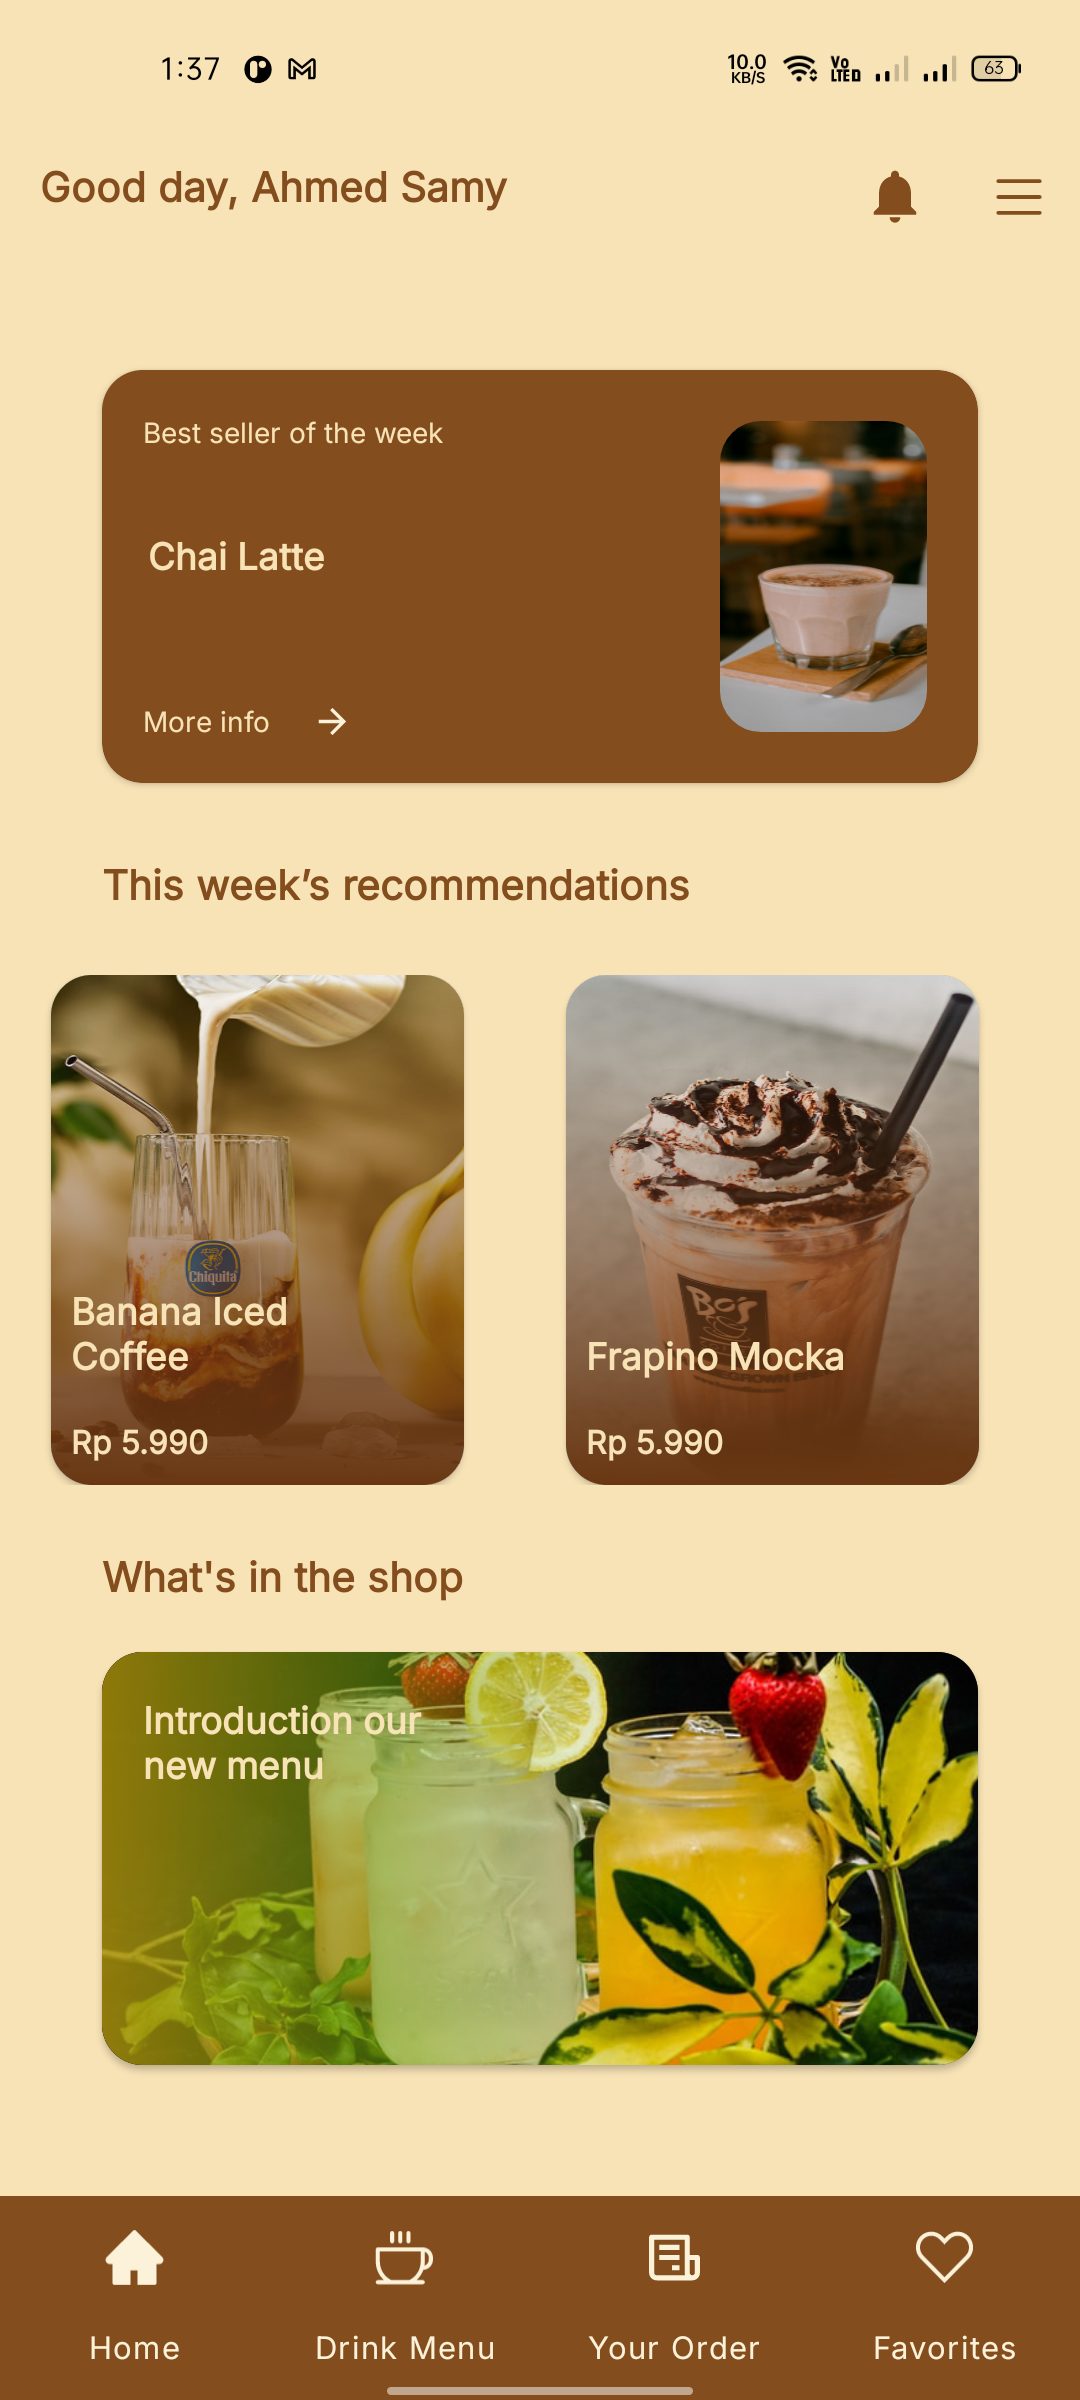 1:37
10.0
KB/S
Vo
LTE
63
Good day, Ahmed Samy
Best seller of the week
Chai Latte
More info
This week’s recommendations
Chiquita
Banana Iced
Coffee
Rp 5.990
Bo's
Frapino Mocka
Rp 5.990
What's in the shop
Introduction our
new menu
Home
Drink Menu
Your Order
Favorites